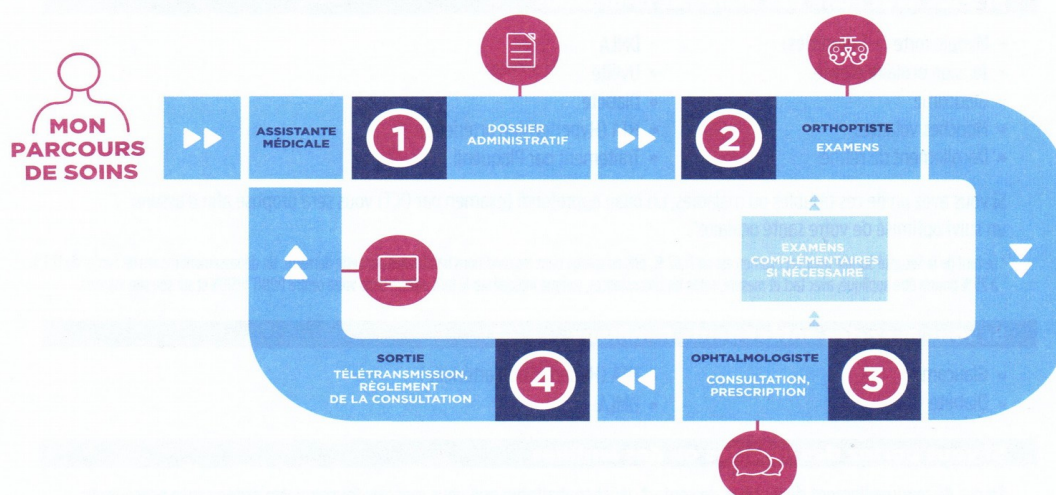 MON
PARCOURS
DE SOINS
ASSISTANTE
MÉDICALE
1
DOSSIER
ADMINISTRATIF
2
ORTHOPTISTE
EXAMENS
EXAMENS
COMPLÉMENTAIRES
SI NÉCESSAIRE
OPHTALMOLOGISTE
CONSULTATION,
PRESCRIPTION
3
SORTIE
TÉLÉTRANSMISSION,
RÈGLEMENT
DE LA CONSULTATION
4